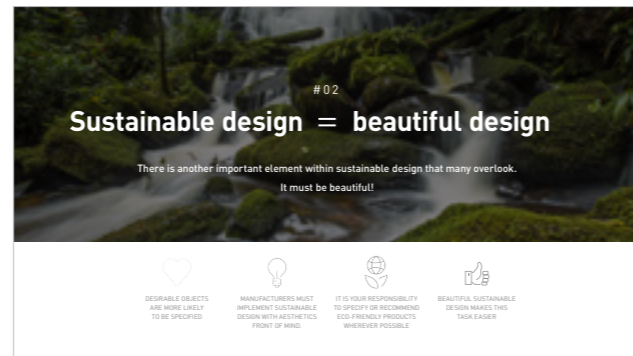 #02
Sustainable design = beautiful design
There is another important element within sustainable design that many overlook.
It must be beautiful!
DESIRABLE OBJECTS
ARE MORE LIKELY
TO BE SPECIFIED
MANUFACTURERS MUST
IMPLEMENT SUSTAINABLE
DESIGN WITH AESTHETICS
FRONT OF MIND.
IT IS YOUR RESPONSIBILITY
TO SPECIFY OR RECOMMEND
ECO-FRIENDLY PRODUCTS
WHEREVER POSSIBLE
BEAUTIFUL SUSTAINABLE
DESIGN MAKES THIS
TASK EASIER